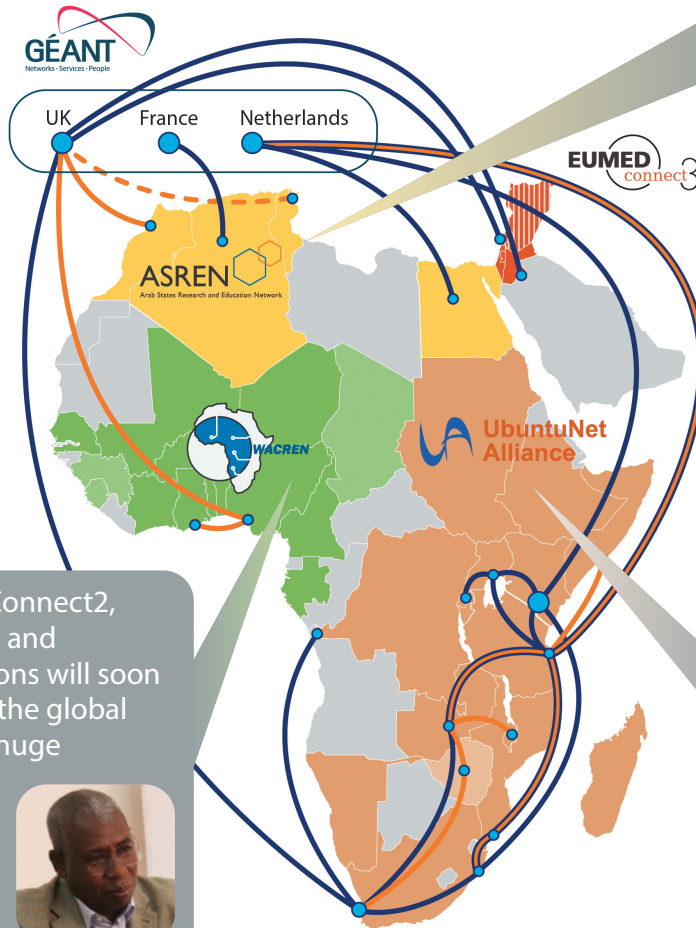 GÉANT
Networks · Services · People
UK
France
Netherlands
EUMED
connect3
ASREN
Arab States Research and Education Network
WACREN
UbuntuNet
Alliance
Connect2,
and
ons will soon
the global
huge